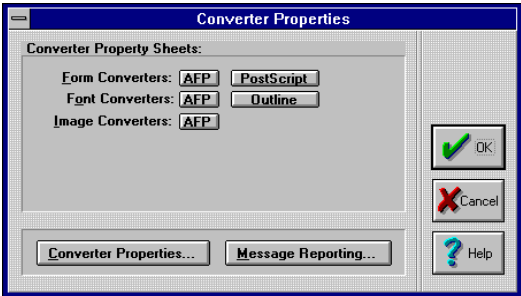 Converter Properties
Converter Property Sheets:
Form Converters: AFP PostScript
Font Converters: AFP Outline
Image Converters: AFP
OK
Cancel
Converter Properties... Message Reporting...
Help